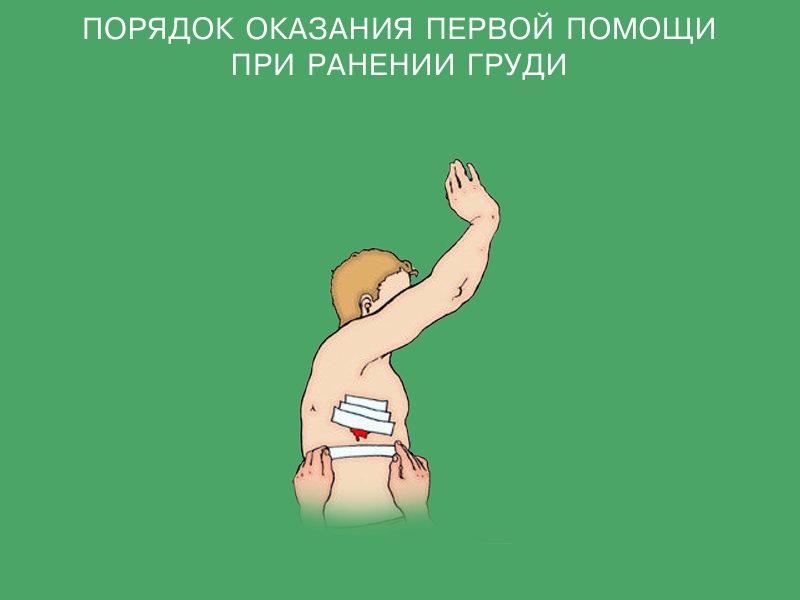 ПОРЯДОК ОКАЗАНИЯ ПЕРВОЙ ПОМОЩИ
ПРИ РАНЕНИИ ГРУДИ